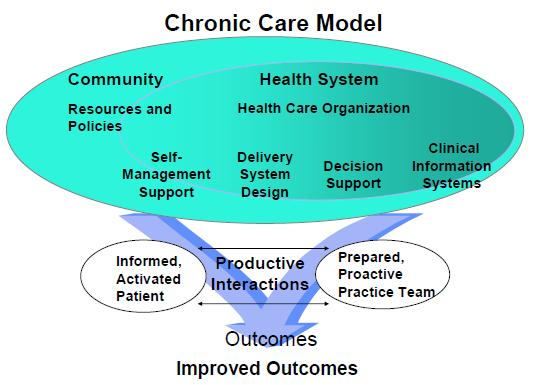 Chronic Care Model
Community
Health System
Resources and
Policies
Health Care Organization
Self-
Management
Support
Delivery
System
Design
Decision
Support
Clinical
Information
Systems
Informed,
Activated
Patient
Productive
Interactions
Prepared,
Proactive
Practice Team
Outcomes
Improved Outcomes